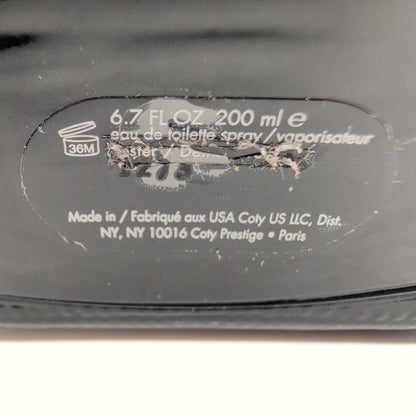 6.7 FL OZ 200 ml ℮
eau de toilette spray / vaporisateur
36M
Made in / Fabriqué aux USA Coty US LLC, Dist.
NY, NY 10016 Coty Prestige • Paris